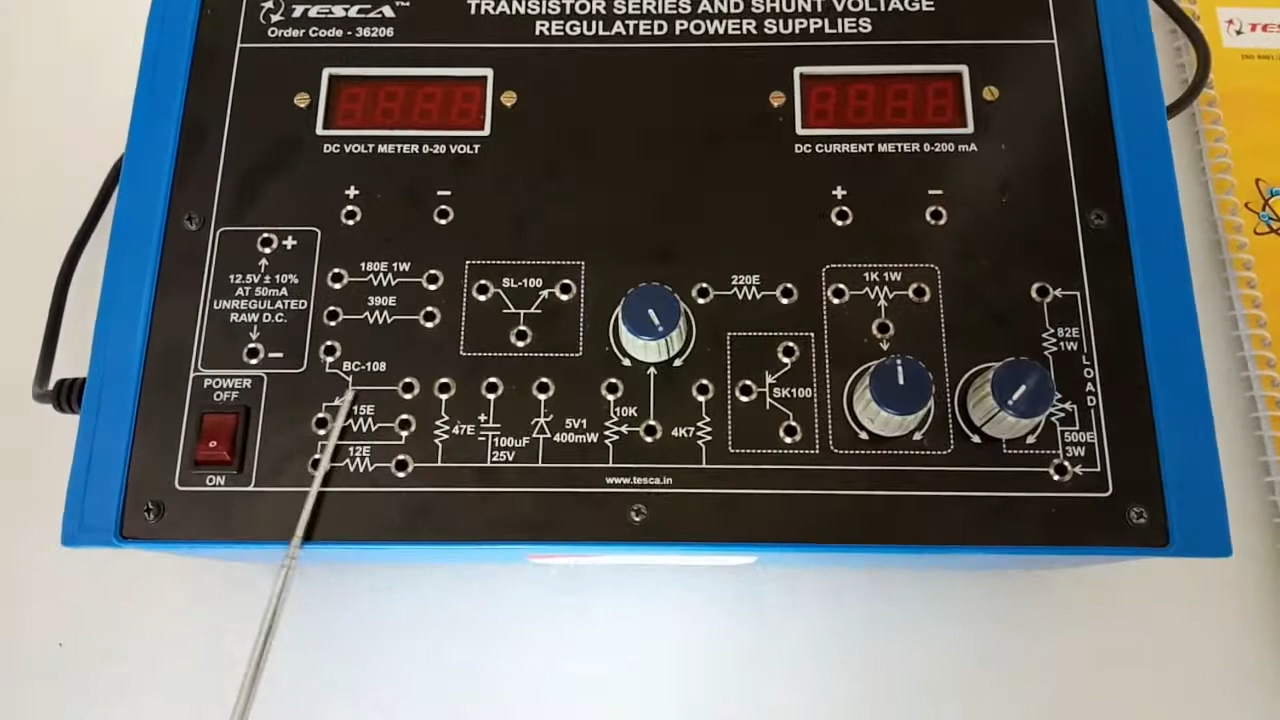 TESCA™
Order Code - 36206
TRANSISTOR SERIES AND SHUNT VOLTAGE
REGULATED POWER SUPPLIES
DC VOLT METER 0-20 VOLT
DC CURRENT METER 0-200 mA
+
−
+
−
+
12.5V ± 10%
AT 50mA
UNREGULATED
RAW D.C.
−
180E 1W
390E
SL-100
220E
1K 1W
82E
1W
LOAD
BC-108
SK100
POWER
OFF
ON
15E
12E
47E
+
−
100uF
25V
5V1
400mW
10K
4K7
500E
3W
www.tesca.in